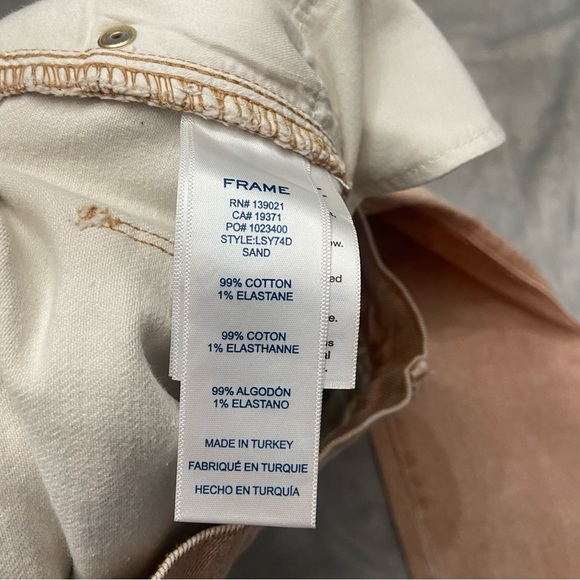 FRAME
RN# 139021
CA# 19371
PO# 1023400
STYLE:LSY74D
SAND
99% COTTON
1% ELASTANE
99% COTON
1% ELASTHANNE
99% ALGODÓN
1% ELASTANO
MADE IN TURKEY
FABRIQUÉ EN TURQUIE
HECHO EN TURQUÍA